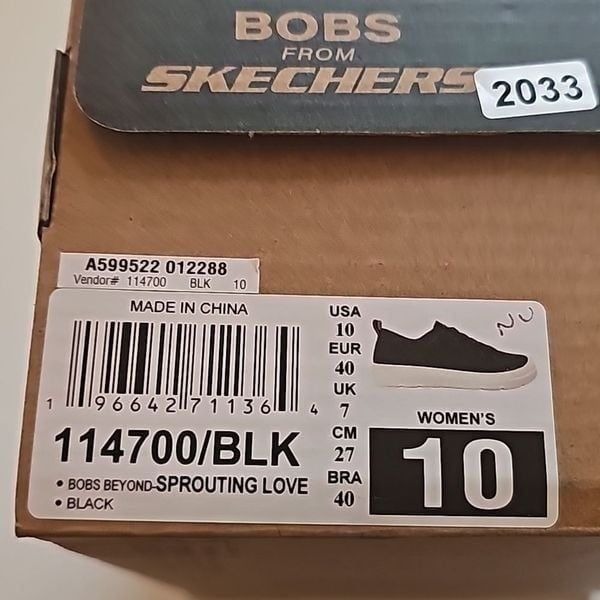 BOBS
FROM
SKECHERS
2033
A599522 012288
Vendor# 114700 BLK 10
MADE IN CHINA
1 96642 71136 4
114700/BLK
• BOBS BEYOND-SPROUTING LOVE
• BLACK
USA
10
EUR
40
UK
7
CM
27
BRA
40
NU
WOMEN'S
10